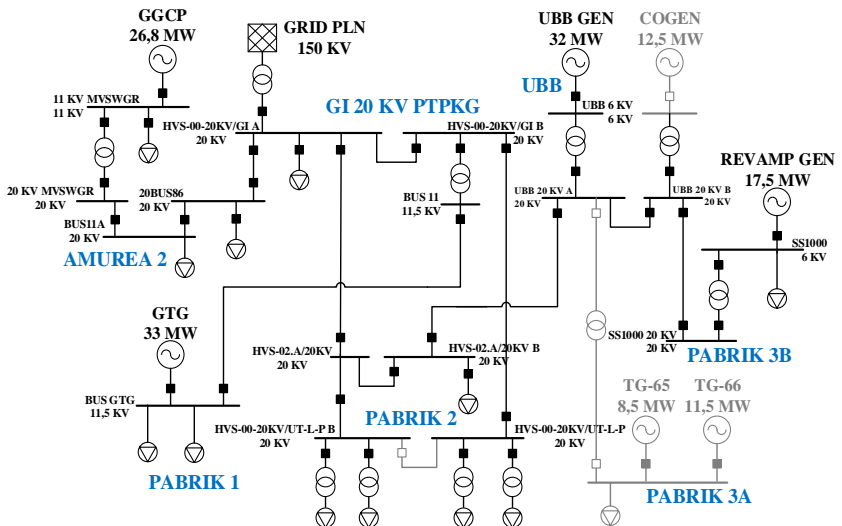 GGCP
26,8 MW
GRID PLN
150 KV
UBB GEN
32 MW
COGEN
12,5 MW
UBB
11 KV MVSWGR
11 KV
GI 20 KV PTPKG
UBB 6 KV
6 KV
HVS-00-20KV/GI A
20 KV
HVS-00-20KV/GI B
20 KV
REVAMP GEN
17,5 MW
20 KV MVSWGR
20 KV
20BUS86
20 KV
BUS 11
11,5 KV
UBB 20 KV A
20 KV
UBB 20 KV B
20 KV
BUS11A
20 KV
AMUREA 2
SS1000
6 KV
GTG
33 MW
SS1000 20 KV
20 KV
PABRIK 3B
HVS-02.A/20KV
20 KV
HVS-02.A/20KV B
20 KV
TG-65
8,5 MW
TG-66
11,5 MW
BUS GTG
11,5 KV
PABRIK 2
HVS-00-20KV/UT-L-P B
20 KV
HVS-00-20KV/UT-L-P
20 KV
PABRIK 1
PABRIK 3A